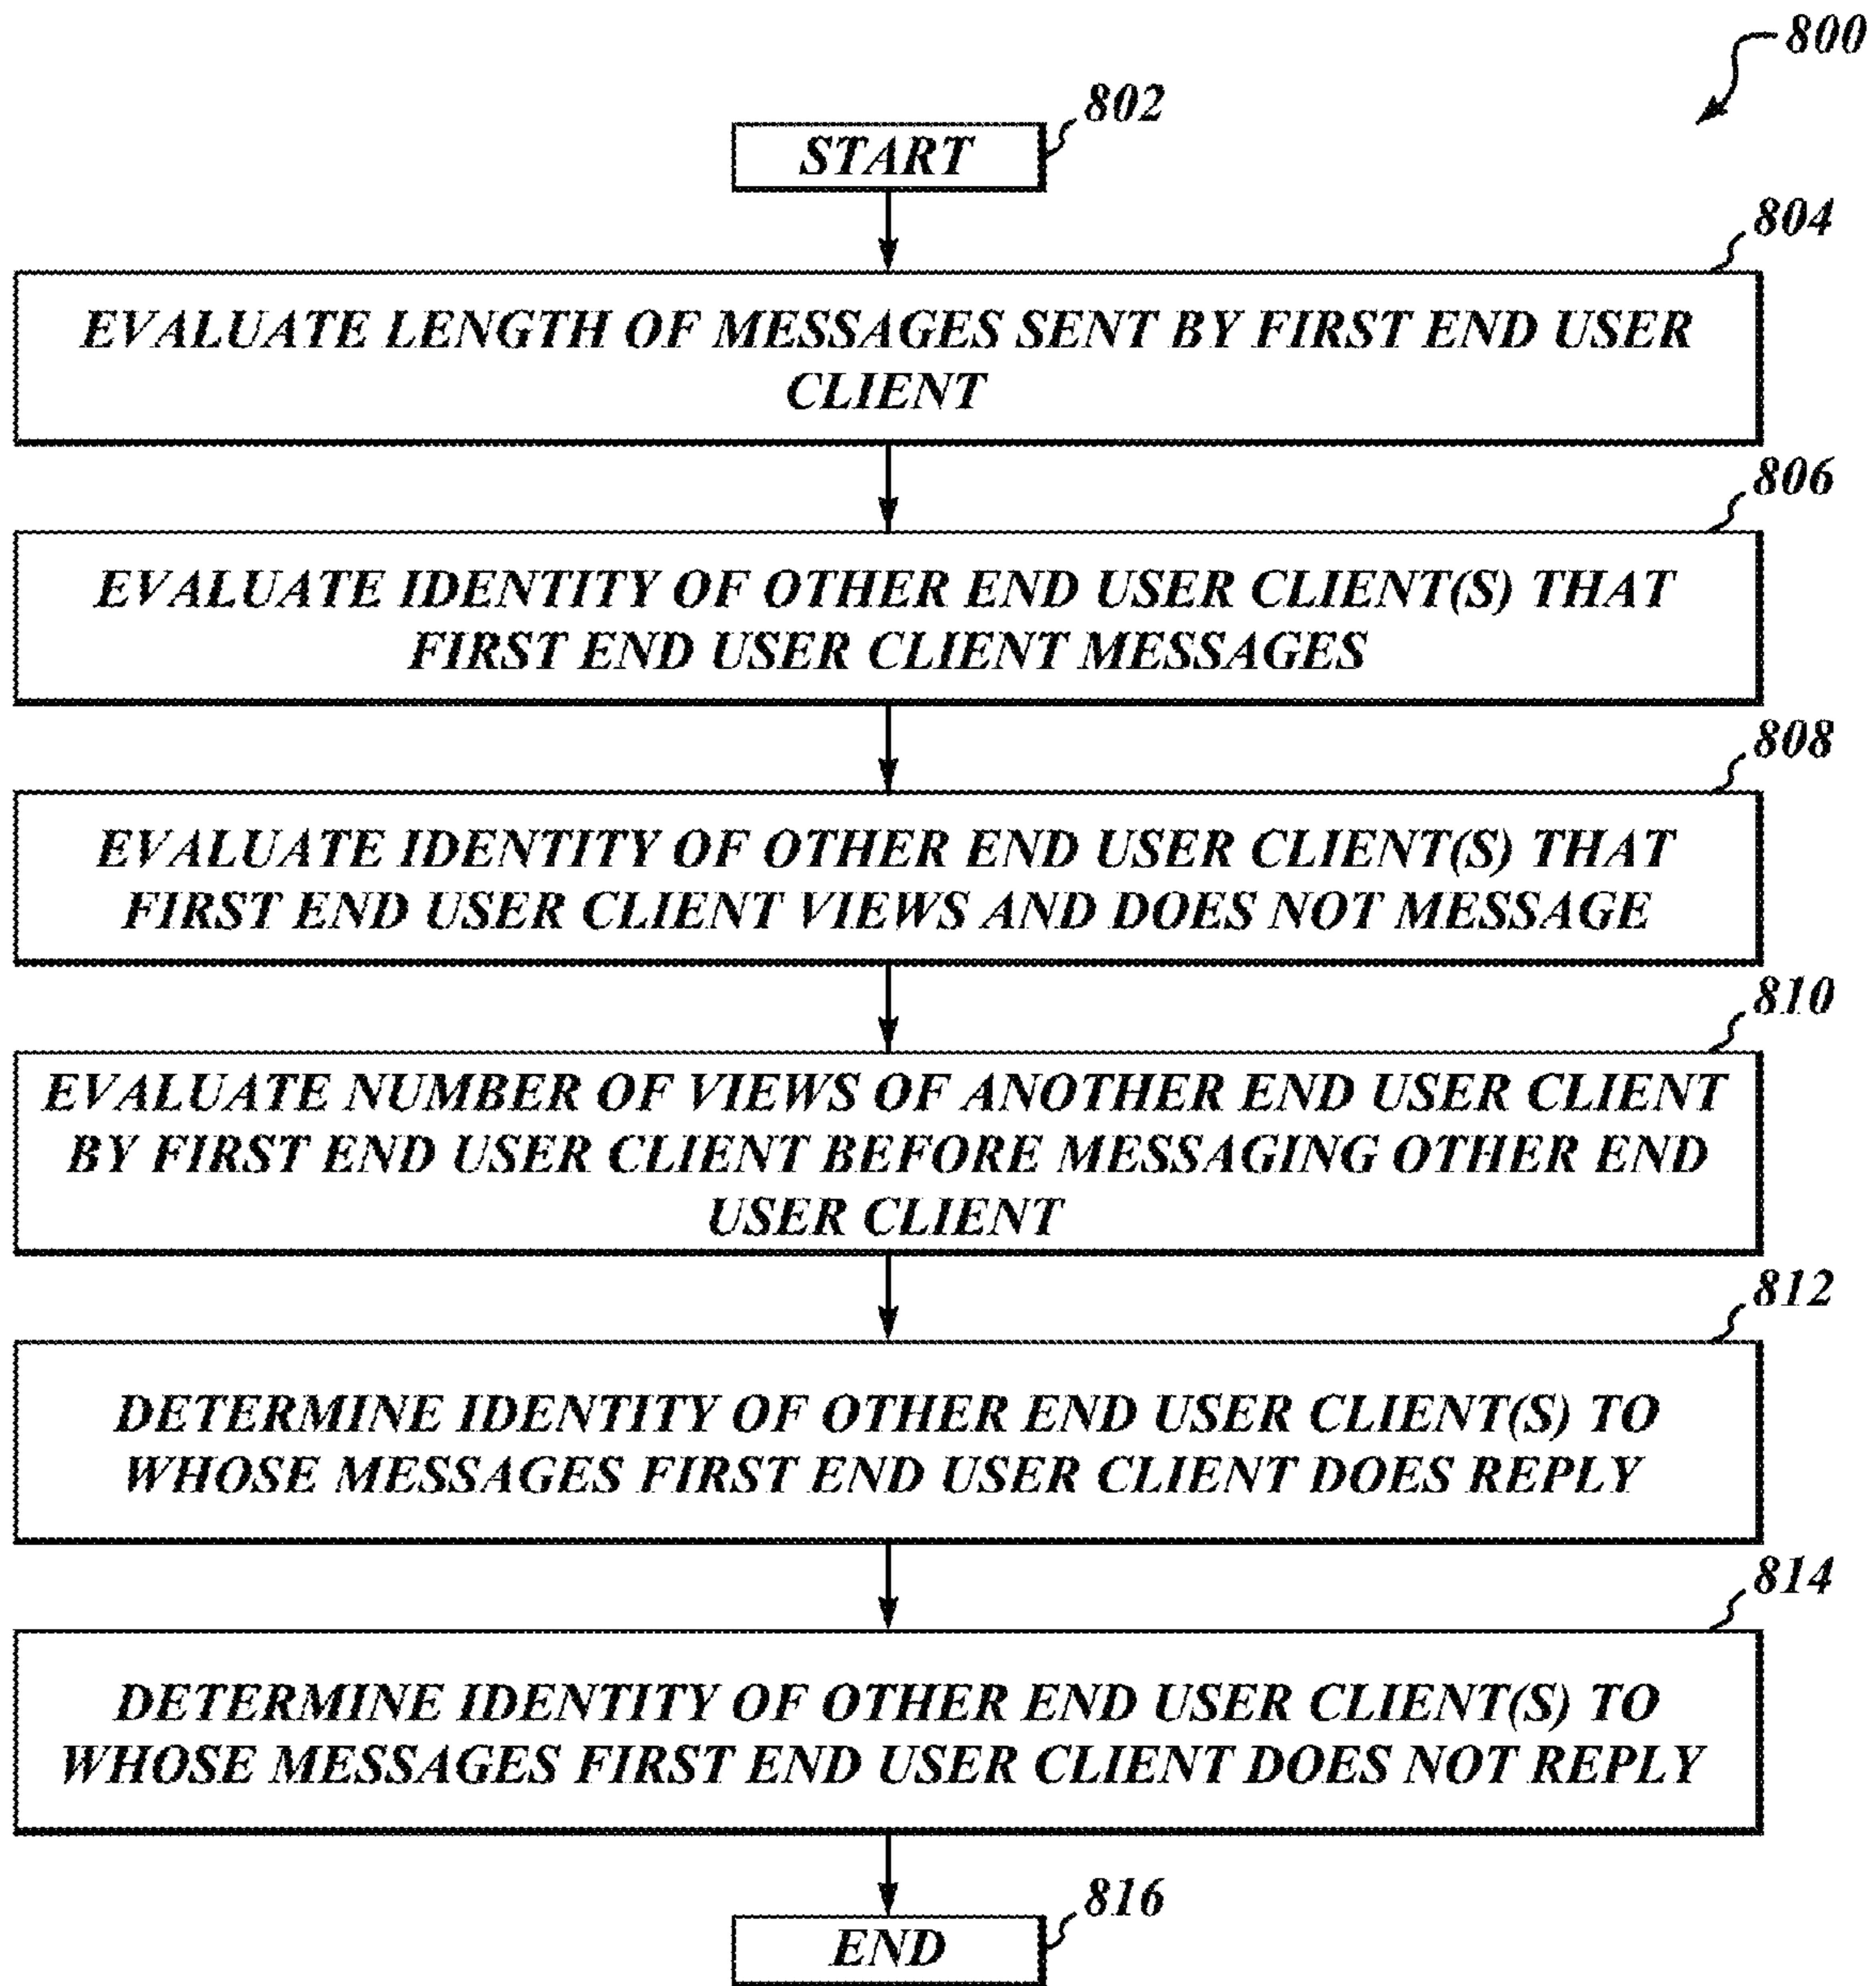 800
802
START
804
EVALUATE LENGTH OF MESSAGES SENT BY FIRST END USER
CLIENT
806
EVALUATE IDENTITY OF OTHER END USER CLIENT(S) THAT
FIRST END USER CLIENT MESSAGES
808
EVALUATE IDENTITY OF OTHER END USER CLIENT(S) THAT
FIRST END USER CLIENT VIEWS AND DOES NOT MESSAGE
810
EVALUATE NUMBER OF VIEWS OF ANOTHER END USER CLIENT
BY FIRST END USER CLIENT BEFORE MESSAGING OTHER END
USER CLIENT
812
DETERMINE IDENTITY OF OTHER END USER CLIENT(S) TO
WHOSE MESSAGES FIRST END USER CLIENT DOES REPLY
814
DETERMINE IDENTITY OF OTHER END USER CLIENT(S) TO
WHOSE MESSAGES FIRST END USER CLIENT DOES NOT REPLY
816
END